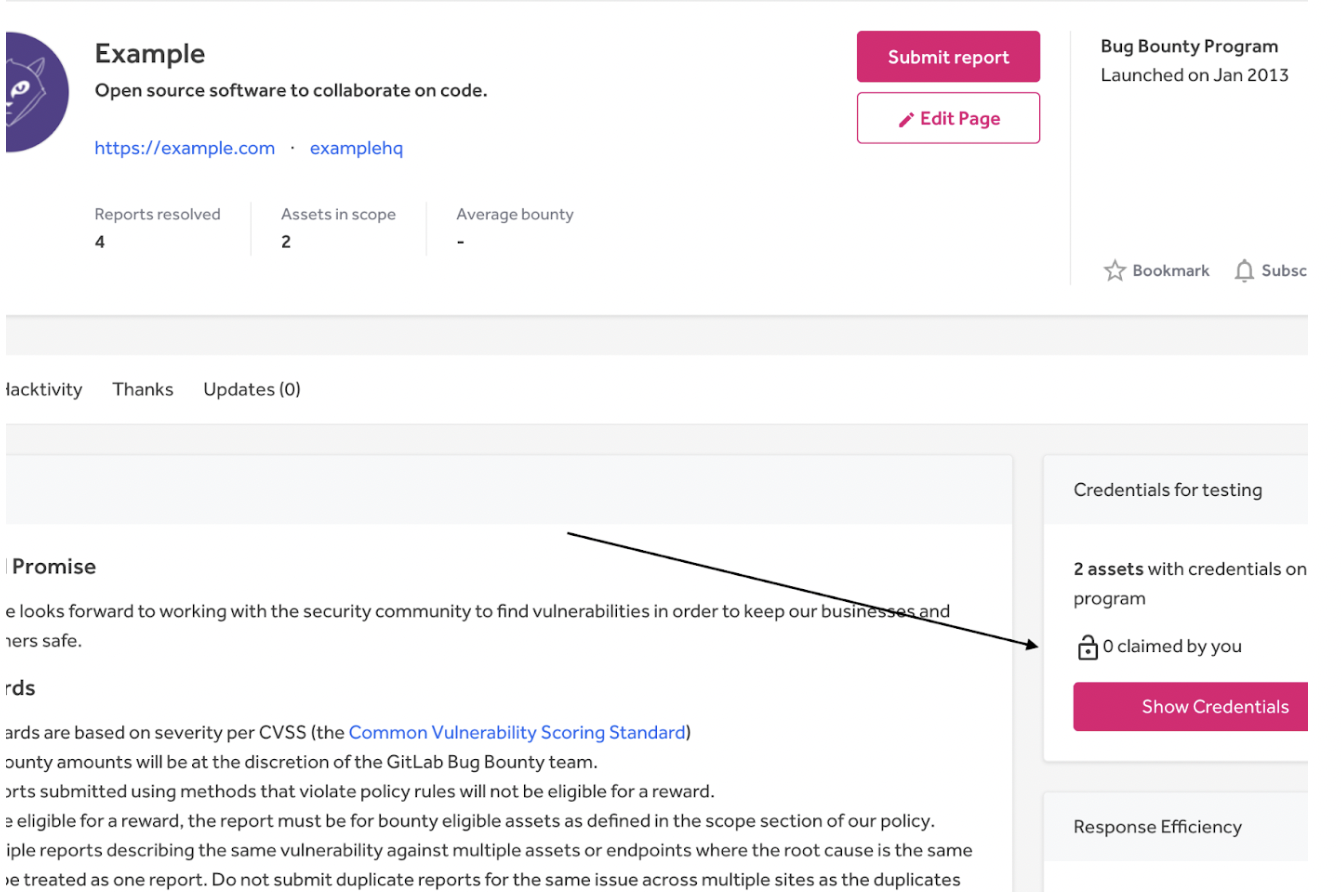 Example
Open source software to collaborate on code.
https://example.com · examplehq
Reports resolved
4
Assets in scope
2
Average bounty
-
Submit report
Edit Page
Bug Bounty Program
Launched on Jan 2013
Bookmark
Subsc
Hacktivity Thanks Updates (0)
Promise
e looks forward to working with the security community to find vulnerabilities in order to keep our businesses and
ners safe.
rds
ards are based on severity per CVSS (the Common Vulnerability Scoring Standard)
ounty amounts will be at the discretion of the GitLab Bug Bounty team.
orts submitted using methods that violate policy rules will not be eligible for a reward.
e eligible for a reward, the report must be for bounty eligible assets as defined in the scope section of our policy.
iple reports describing the same vulnerability against multiple assets or endpoints where the root cause is the same
be treated as one report. Do not submit duplicate reports for the same issue across multiple sites as the duplicates
Credentials for testing
2 assets with credentials on
program
0 claimed by you
Show Credentials
Response Efficiency